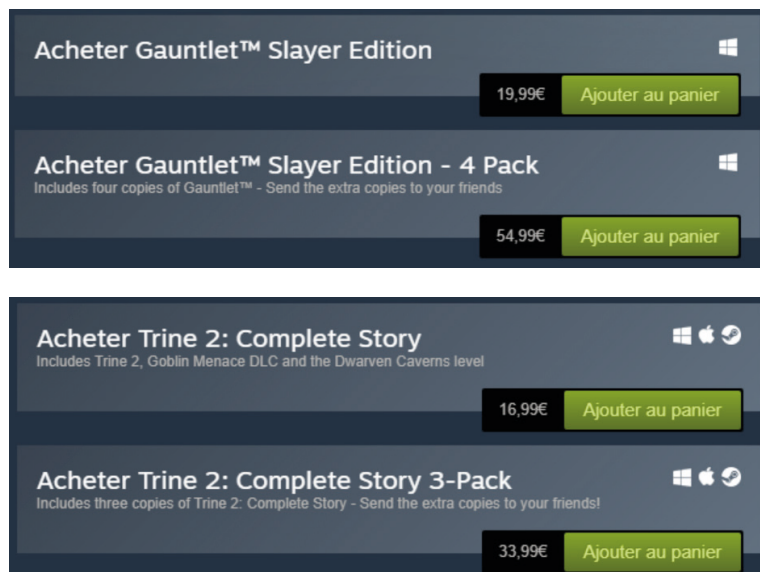 Acheter Gauntlet™ Slayer Edition
19,99€ Ajouter au panier
Acheter Gauntlet™ Slayer Edition - 4 Pack
Includes four copies of Gauntlet™ - Send the extra copies to your friends
54,99€ Ajouter au panier
Acheter Trine 2: Complete Story
Includes Trine 2, Goblin Menace DLC and the Dwarven Caverns level
16,99€ Ajouter au panier
Acheter Trine 2: Complete Story 3-Pack
Includes three copies of Trine 2: Complete Story - Send the extra copies to your friends!
33,99€ Ajouter au panier